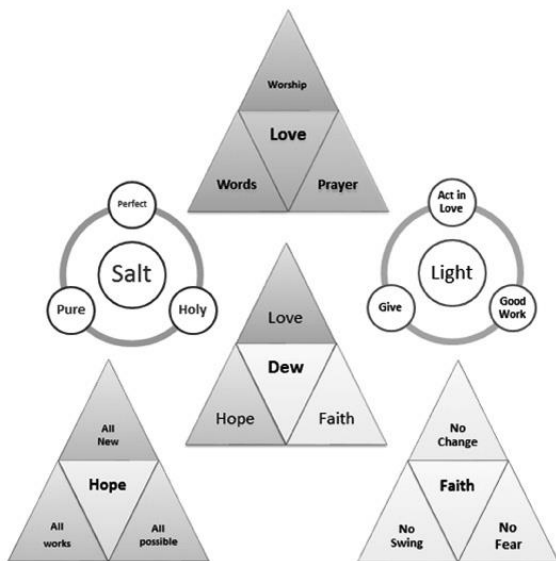 Worship
Love
Words
Prayer
Perfect
Salt
Pure
Holy
Act in
Love
Light
Give
Good
Work
Love
Dew
Hope
Faith
All
New
Hope
All
works
All
possible
No
Change
Faith
No
Swing
No
Fear